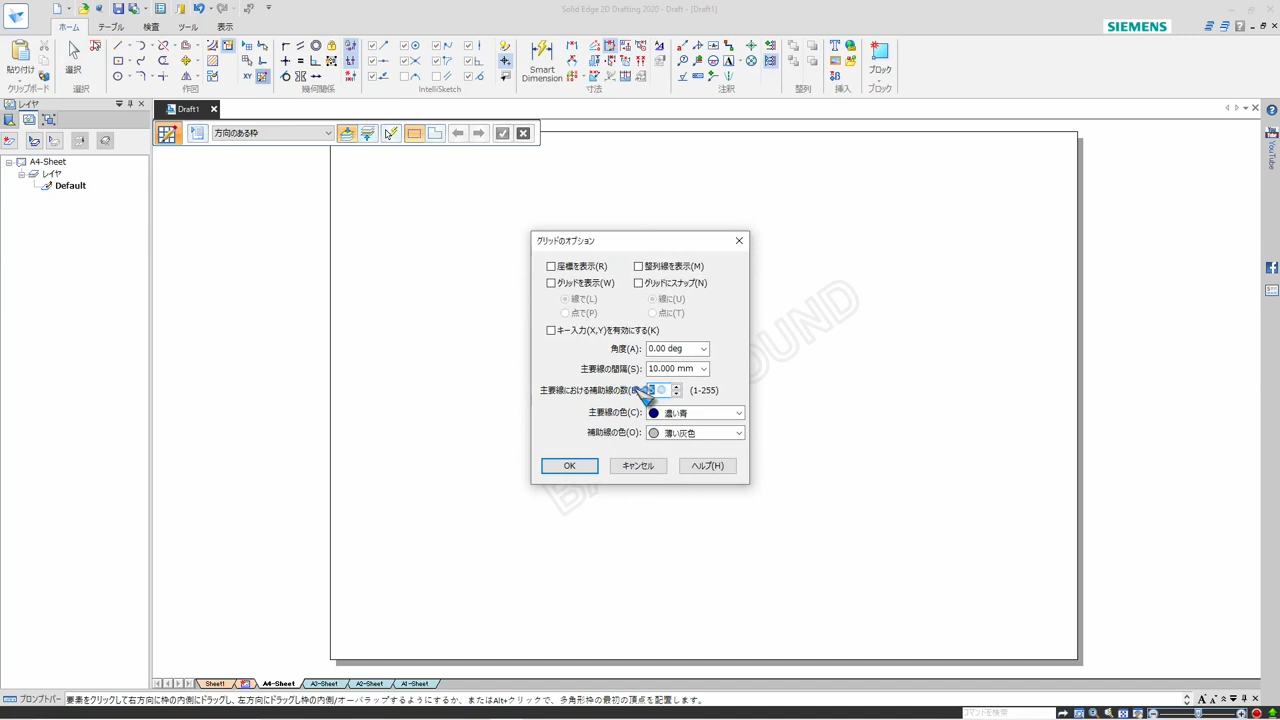 Solid Edge 2D Drafting 2020 - Draft - [Draft1]
ホーム テーブル 検査 ツール 表示
SIEMENS
貼り付け 選択 Smart Dimension ブロック
クリップボード 選択 作図 幾何関係 IntelliSketch 寸法 注釈 整列 挿入 ブロック
レイヤ
Draft1
方向のある枠
A4-Sheet
レイヤ
Default
YouTube
グリッドのオプション
座標を表示(R) 整列線を表示(M)
グリッドを表示(W) グリッドにスナップ(N)
線で(L) 線に(U)
点で(P) 点に(T)
キー入力(X,Y)を有効にする(K)
角度(A): 0.00 deg
主要線の間隔(S): 10.000 mm
主要線における補助線の数( (1-255)
主要線の色(C): 濃い青
補助線の色(O): 薄い灰色
OK キャンセル ヘルプ(H)
Sheet1 A4-Sheet A3-Sheet A2-Sheet A1-Sheet
プロンプトバー 要素をクリックして右方向に枠の内側にドラッグし、左方向にドラッグし枠の内側/オーバラップするようにするか、またはAlt+クリックで、多角形枠の最初の頂点を配置します。
コマンドを検索